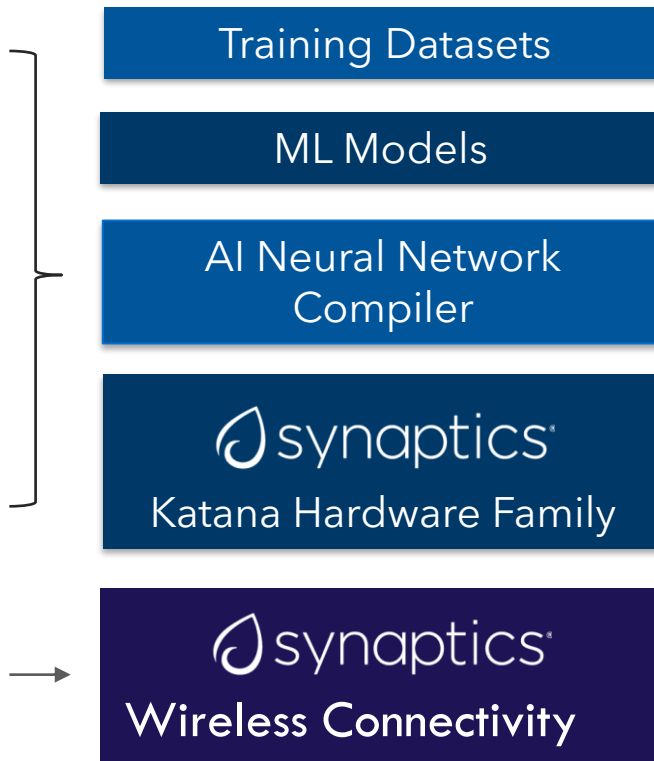 Training Datasets
ML Models
AI Neural Network
Compiler
synaptics®
Katana Hardware Family
synaptics®
Wireless Connectivity